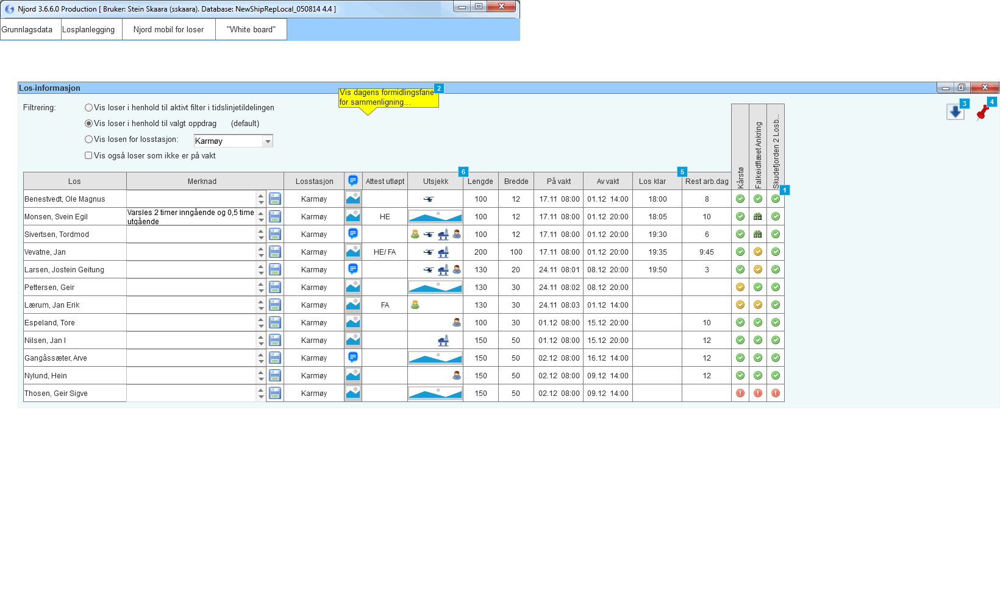 Njord 3.6.6.0 Production [ Bruker: Stein Skaara (sskaara). Database: NewShipRepLocal_050814 4.4 ]
Grunnlagsdata Losplanlegging Njord mobil for loser "White board"
Los-informasjon
Vis dagens formidlingsfane 2
for sammenligning...
Filtrering: Vis loser i henhold til aktivt filter i tidslinjetildelingen
3 4
Vis loser i henhold til valgt oppdrag (default)
Vis losen for losstasjon: Karmøy
Vis også loser som ikke er på vakt
Kårstø
Falkeidflæet Ankring
Skudefjorden 2 Losb...
6 5 1
Los Merknad Losstasjon Attest utløpt Utsjekk Lengde Bredde På vakt Av vakt Los klar Rest arb.dag
Benestvedt, Ole Magnus Karmøy 100 12 17.11 08:00 01.12 14:00 18:00 8
Monsen, Svein Egil Varsles 2 timer inngående og 0,5 time Karmøy HE 100 12 17.11 08:00 01.12 20:00 18:05 10
utgående
Sivertsen, Tordmod Karmøy 100 12 17.11 08:00 01.12 20:00 19:30 6
Vevatne, Jan Karmøy HE/ FA 200 100 17.11 08:00 01.12 20:00 19:35 9:45
Larsen, Jostein Geitung Karmøy 130 20 24.11 08:01 08.12 20:00 19:50 3
Pettersen, Geir Karmøy 130 30 24.11 08:02 08.12 20:00
Lærum, Jan Erik Karmøy FA 130 30 24.11 08:03 01.12 14:00
Espeland, Tore Karmøy 100 30 01.12 08:00 15.12 20:00 10
Nilsen, Jan I Karmøy 150 50 01.12 08:00 15.12 20:00 12
Gangåssæter, Arve Karmøy 150 50 02.12 08:00 16.12 14:00 12
Nylund, Hein Karmøy 150 50 02.12 08:00 09.12 14:00 12
Thosen, Geir Sigve Karmøy 150 50 02.12 08:00 09.12 14:00